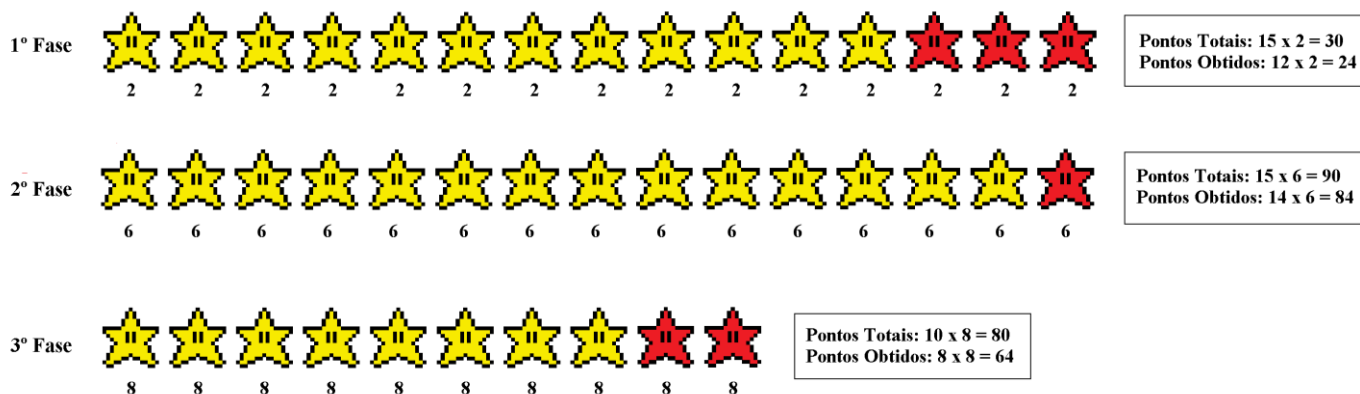 1º Fase
Pontos Totais: 15 x 2 = 30
Pontos Obtidos: 12 x 2 = 24
2 2 2 2 2 2 2 2 2 2 2 2 2 2 2
2º Fase
Pontos Totais: 15 x 6 = 90
Pontos Obtidos: 14 x 6 = 84
6 6 6 6 6 6 6 6 6 6 6 6 6 6 6
3º Fase
Pontos Totais: 10 x 8 = 80
Pontos Obtidos: 8 x 8 = 64
8 8 8 8 8 8 8 8 8 8